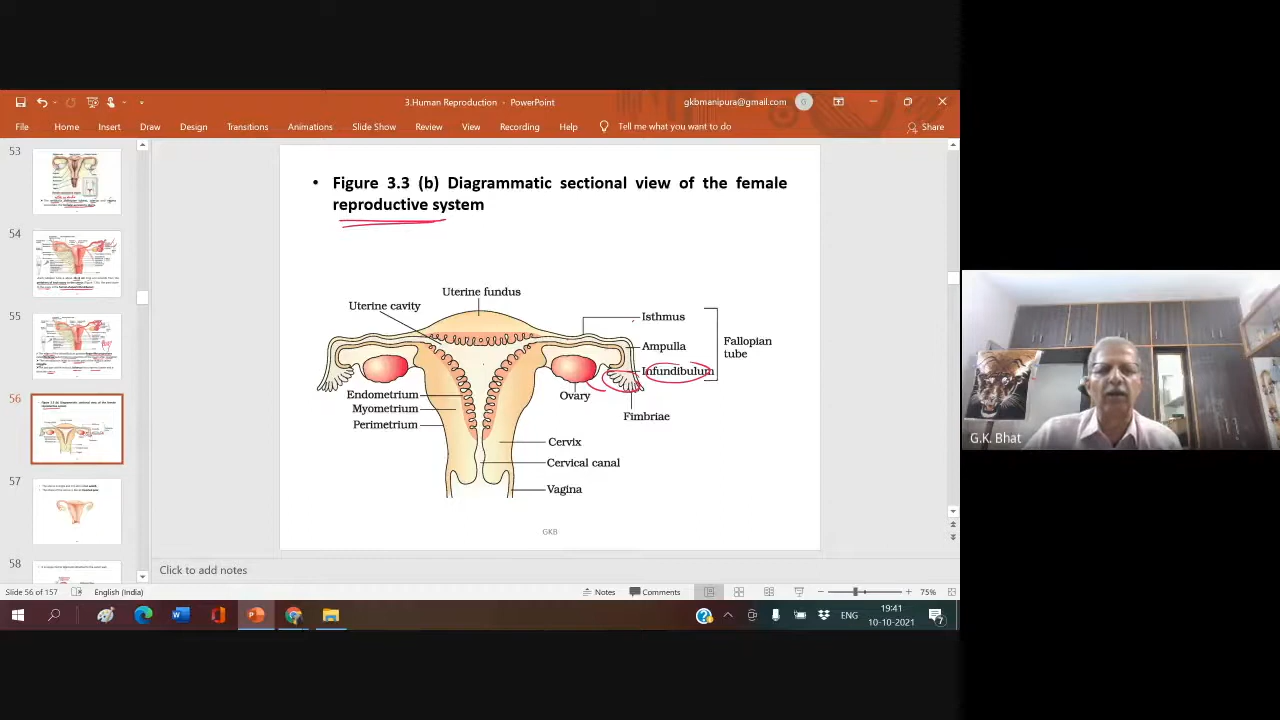 3.Human Reproduction - PowerPoint
gkbmanipura@gmail.com
G
File Home Insert Draw Design Transitions Animations Slide Show Review View Recording Help Tell me what you want to do Share
53
54
55
56
57
58
• Figure 3.3 (b) Diagrammatic sectional view of the female
reproductive system
Uterine fundus
Uterine cavity
Isthmus
Ampulla
Infundibulum
Fallopian
tube
Ovary
Fimbriae
Endometrium
Myometrium
Perimetrium
Cervix
Cervical canal
Vagina
GKB
G.K. Bhat
Click to add notes
Slide 56 of 157 English (India) Notes Comments 75%
ENG
19:41
10-10-2021
7